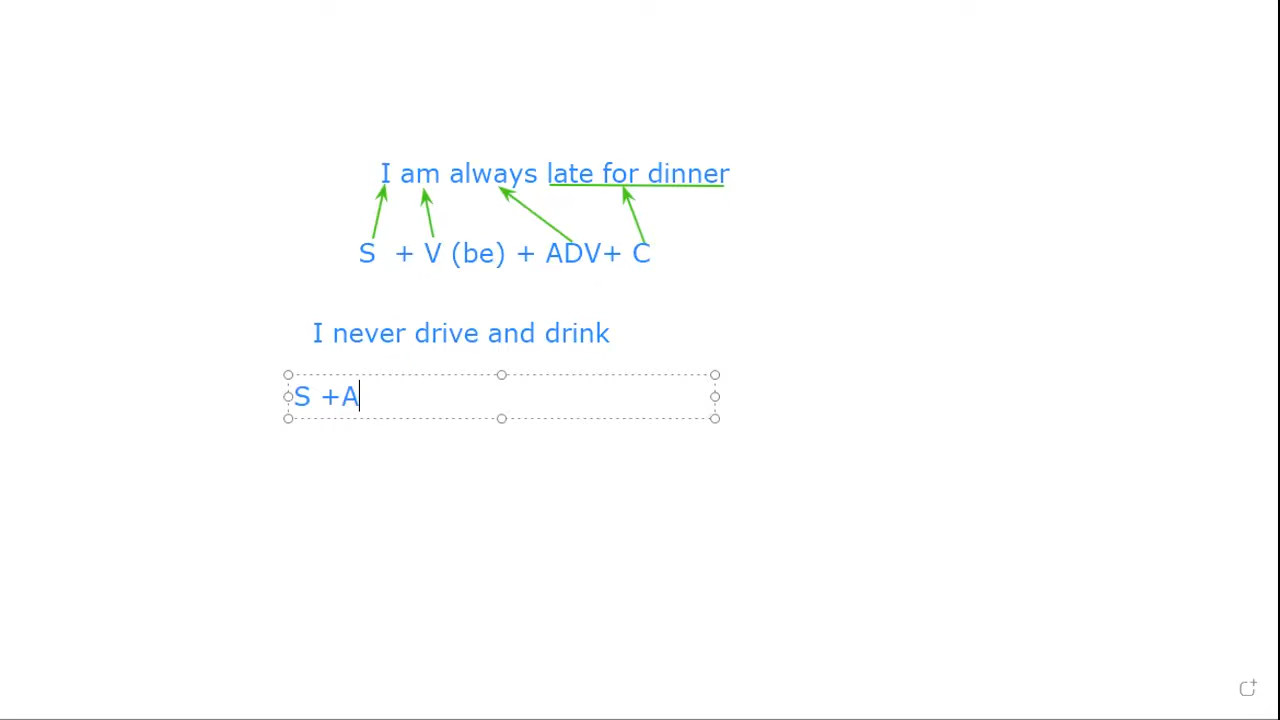 I am always late for dinner
S + V (be) + ADV+ C
I never drive and drink
S +A